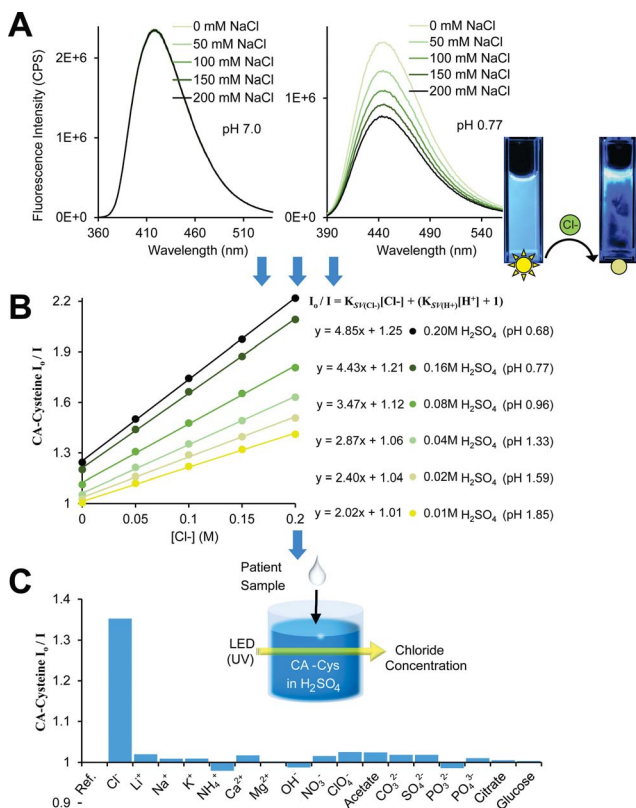 A
0 mM NaCl
50 mM NaCl
100 mM NaCl
150 mM NaCl
200 mM NaCl
pH 7.0
Fluorescence Intensity (CPS)
2E+6
1E+6
0E+0
360 410 460 510
Wavelength (nm)
0 mM NaCl
50 mM NaCl
100 mM NaCl
150 mM NaCl
200 mM NaCl
pH 0.77
1E+6
0E+0
390 440 490 540
Wavelength (nm)
Cl-
B
I₀ / I = K_SV(Cl-)[Cl-] + (K_SV(H+)[H⁺] + 1)
CA-Cysteine I₀ / I
2.2
1.9
1.6
1.3
1
0 0.05 0.1 0.15 0.2
[Cl-] (M)
y = 4.85x + 1.25 0.20M H₂SO₄ (pH 0.68)
y = 4.43x + 1.21 0.16M H₂SO₄ (pH 0.77)
y = 3.47x + 1.12 0.08M H₂SO₄ (pH 0.96)
y = 2.87x + 1.06 0.04M H₂SO₄ (pH 1.33)
y = 2.40x + 1.04 0.02M H₂SO₄ (pH 1.59)
y = 2.02x + 1.01 0.01M H₂SO₄ (pH 1.85)
C
Patient
Sample
LED
(UV)
CA -Cys
in H₂SO₄
Chloride
Concentration
CA-Cysteine I₀ / I
1.4
1.3
1.2
1.1
1
0.9
Ref. Cl⁻ Li⁺ Na⁺ K⁺ NH₄⁺ Ca²⁺ Mg²⁺ OH⁻ NO₃⁻ ClO₄⁻ Acetate CO₃²⁻ SO₄²⁻ PO₃²⁻ PO₄³⁻ Citrate Glucose